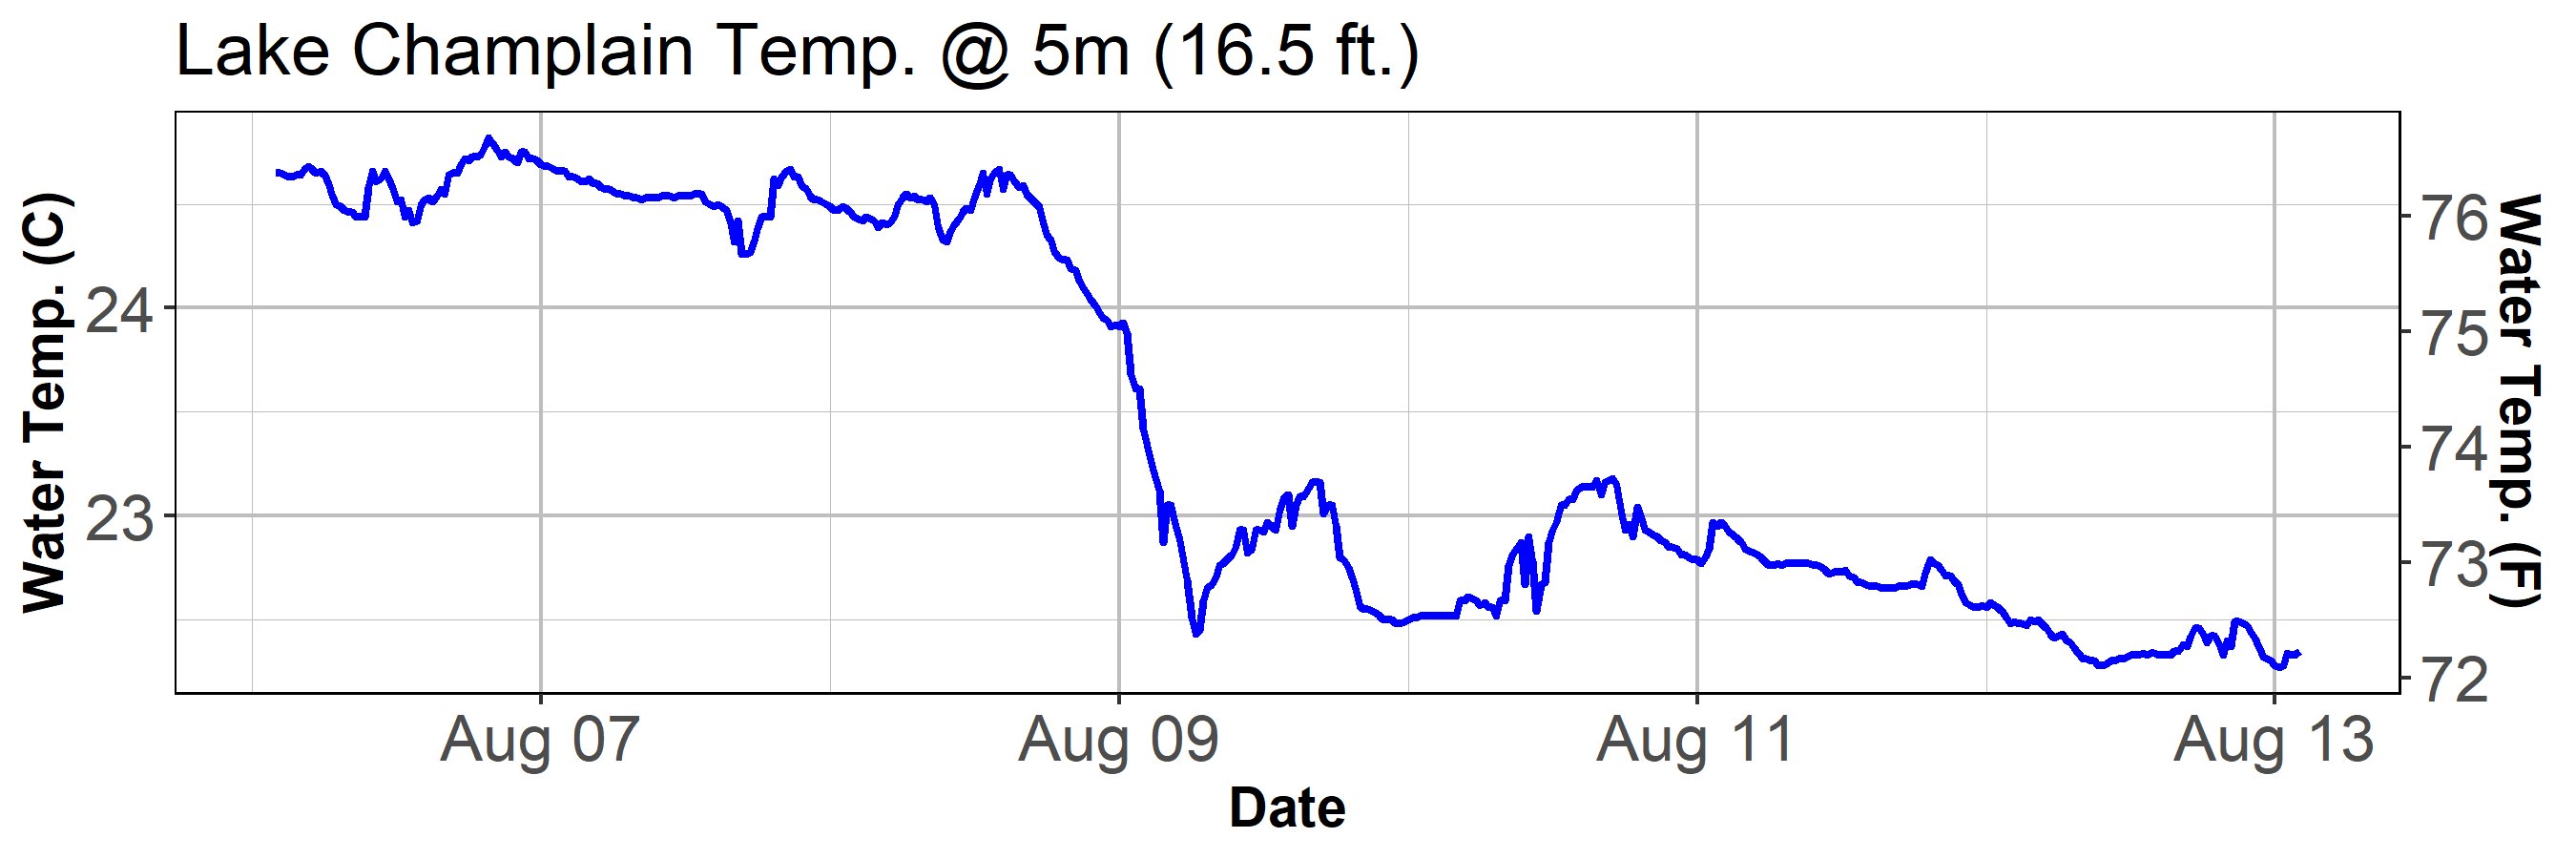 Lake Champlain Temp. @ 5m (16.5 ft.)
Water Temp. (C)
24
23
76
75
74
73
72
Water Temp. (F)
Aug 07
Aug 09
Aug 11
Aug 13
Date